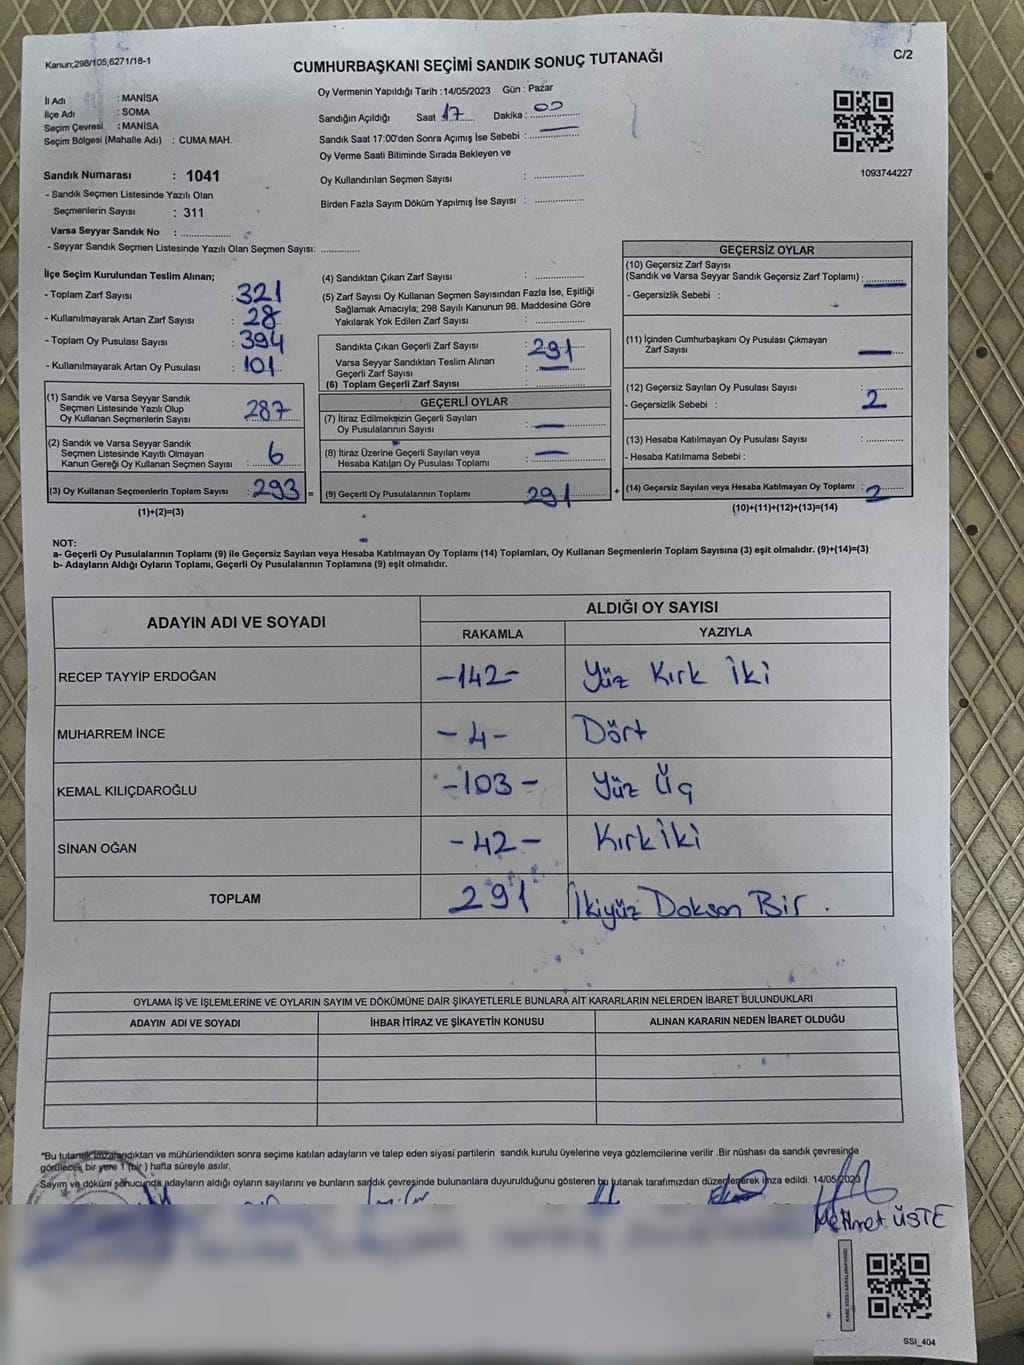 Kanun;298/105;6271/18-1
CUMHURBAŞKANI SEÇİMİ SANDIK SONUÇ TUTANAĞI
C/2
İl Adı : MANİSA
İlçe Adı : SOMA
Seçim Çevresi : MANİSA
Seçim Bölgesi (Mahalle Adı) : CUMA MAH.
Sandık Numarası : 1041
- Sandık Seçmen Listesinde Yazılı Olan
Seçmenlerin Sayısı : 311
Varsa Seyyar Sandık No : ..............
- Seyyar Sandık Seçmen Listesinde Yazılı Olan Seçmen Sayısı: ............
Oy Vermenin Yapıldığı Tarih :14/05/2023 Gün : Pazar
Sandığın Açıldığı Saat 17 Dakika : 00
Sandık Saat 17:00'den Sonra Açımış İse Sebebi : —
Oy Verme Saati Bitiminde Sırada Bekleyen ve
Oy Kullandırılan Seçmen Sayısı : ..............
Birden Fazla Sayım Döküm Yapılmış İse Sayısı : ..............
1093744227
İlçe Seçim Kurulundan Teslim Alınan;
- Toplam Zarf Sayısı : 321
- Kullanılmayarak Artan Zarf Sayısı : 28
- Toplam Oy Pusulası Sayısı : 394
- Kullanılmayarak Artan Oy Pusulası : 101
(1) Sandık ve Varsa Seyyar Sandık
Seçmen Listesinde Yazılı Olup
Oy Kullanan Seçmenlerin Sayısı : 287
(2) Sandık ve Varsa Seyyar Sandık
Seçmen Listesinde Kayıtlı Olmayan
Kanun Gereği Oy Kullanan Seçmen Sayısı : 6
(3) Oy Kullanan Seçmenlerin Toplam Sayısı : 293 =
(1)+(2)=(3)
(4) Sandıktan Çıkan Zarf Sayısı : ..............
(5) Zarf Sayısı Oy Kullanan Seçmen Sayısından Fazla İse, Eşitliği
Sağlamak Amacıyla; 298 Sayılı Kanunun 98. Maddesine Göre
Yakılarak Yok Edilen Zarf Sayısı : ..............
Sandıkta Çıkan Geçerli Zarf Sayısı : 291
Varsa Seyyar Sandıktan Teslim Alınan
Geçerli Zarf Sayısı : —
(6) Toplam Geçerli Zarf Sayısı : ..............
GEÇERLİ OYLAR
(7) İtiraz Edilmeksizin Geçerli Sayılan
Oy Pusulalarının Sayısı : —
(8) İtiraz Üzerine Geçerli Sayılan veya
Hesaba Katılan Oy Pusulası Toplamı : —
(9) Geçerli Oy Pusulalarının Toplamı 291 +
GEÇERSİZ OYLAR
(10) Geçersiz Zarf Sayısı
(Sandık ve Varsa Seyyar Sandık Geçersiz Zarf Toplamı) : —
- Geçersizlik Sebebi :
(11) İçinden Cumhurbaşkanı Oy Pusulası Çıkmayan
Zarf Sayısı —
(12) Geçersiz Sayılan Oy Pusulası Sayısı : 2
- Geçersizlik Sebebi :
(13) Hesaba Katılmayan Oy Pusulası Sayısı : ............
- Hesaba Katılmama Sebebi :
(14) Geçersiz Sayılan veya Hesaba Katılmayan Oy Toplamı : 2
(10)+(11)+(12)+(13)=(14)
NOT:
a- Geçerli Oy Pusulalarının Toplamı (9) ile Geçersiz Sayılan veya Hesaba Katılmayan Oy Toplamı (14) Toplamları, Oy Kullanan Seçmenlerin Toplam Sayısına (3) eşit olmalıdır. (9)+(14)=(3)
b- Adayların Aldığı Oyların Toplamı, Geçerli Oy Pusulalarının Toplamına (9) eşit olmalıdır.
ADAYIN ADI VE SOYADI
ALDIĞI OY SAYISI
RAKAMLA YAZIYLA
RECEP TAYYİP ERDOĞAN -142- Yüz Kırk İki
MUHARREM İNCE -4- Dört
KEMAL KILIÇDAROĞLU -103- Yüz Üç
SİNAN OĞAN -42- Kırk iki
TOPLAM 291 İkiyüz Doksan Bir.
OYLAMA İŞ VE İŞLEMLERİNE VE OYLARIN SAYIM VE DÖKÜMÜNE DAİR ŞİKAYETLERLE BUNLARA AİT KARARLARIN NELERDEN İBARET BULUNDUKLARI
ADAYIN ADI VE SOYADI İHBAR İTİRAZ VE ŞİKAYETİN KONUSU ALINAN KARARIN NEDEN İBARET OLDUĞU
*Bu tutanak imzalandıktan ve mühürlendikten sonra seçime katılan adayların ve talep eden siyasi partilerin sandık kurulu üyelerine veya gözlemcilerine verilir .Bir nüshası da sandık çevresinde
görülecek bir yere 1 (bir ) hafta süreyle asılır.
Sayım ve döküm sonucunda adayların aldığı oyların sayılarını ve bunların sandık çevresinde bulunanlara duyurulduğunu gösteren bu tutanak tarafımızdan düzenlenerek imza edildi. 14/05/2023
Mehmet ÜSTE
SSİ_404